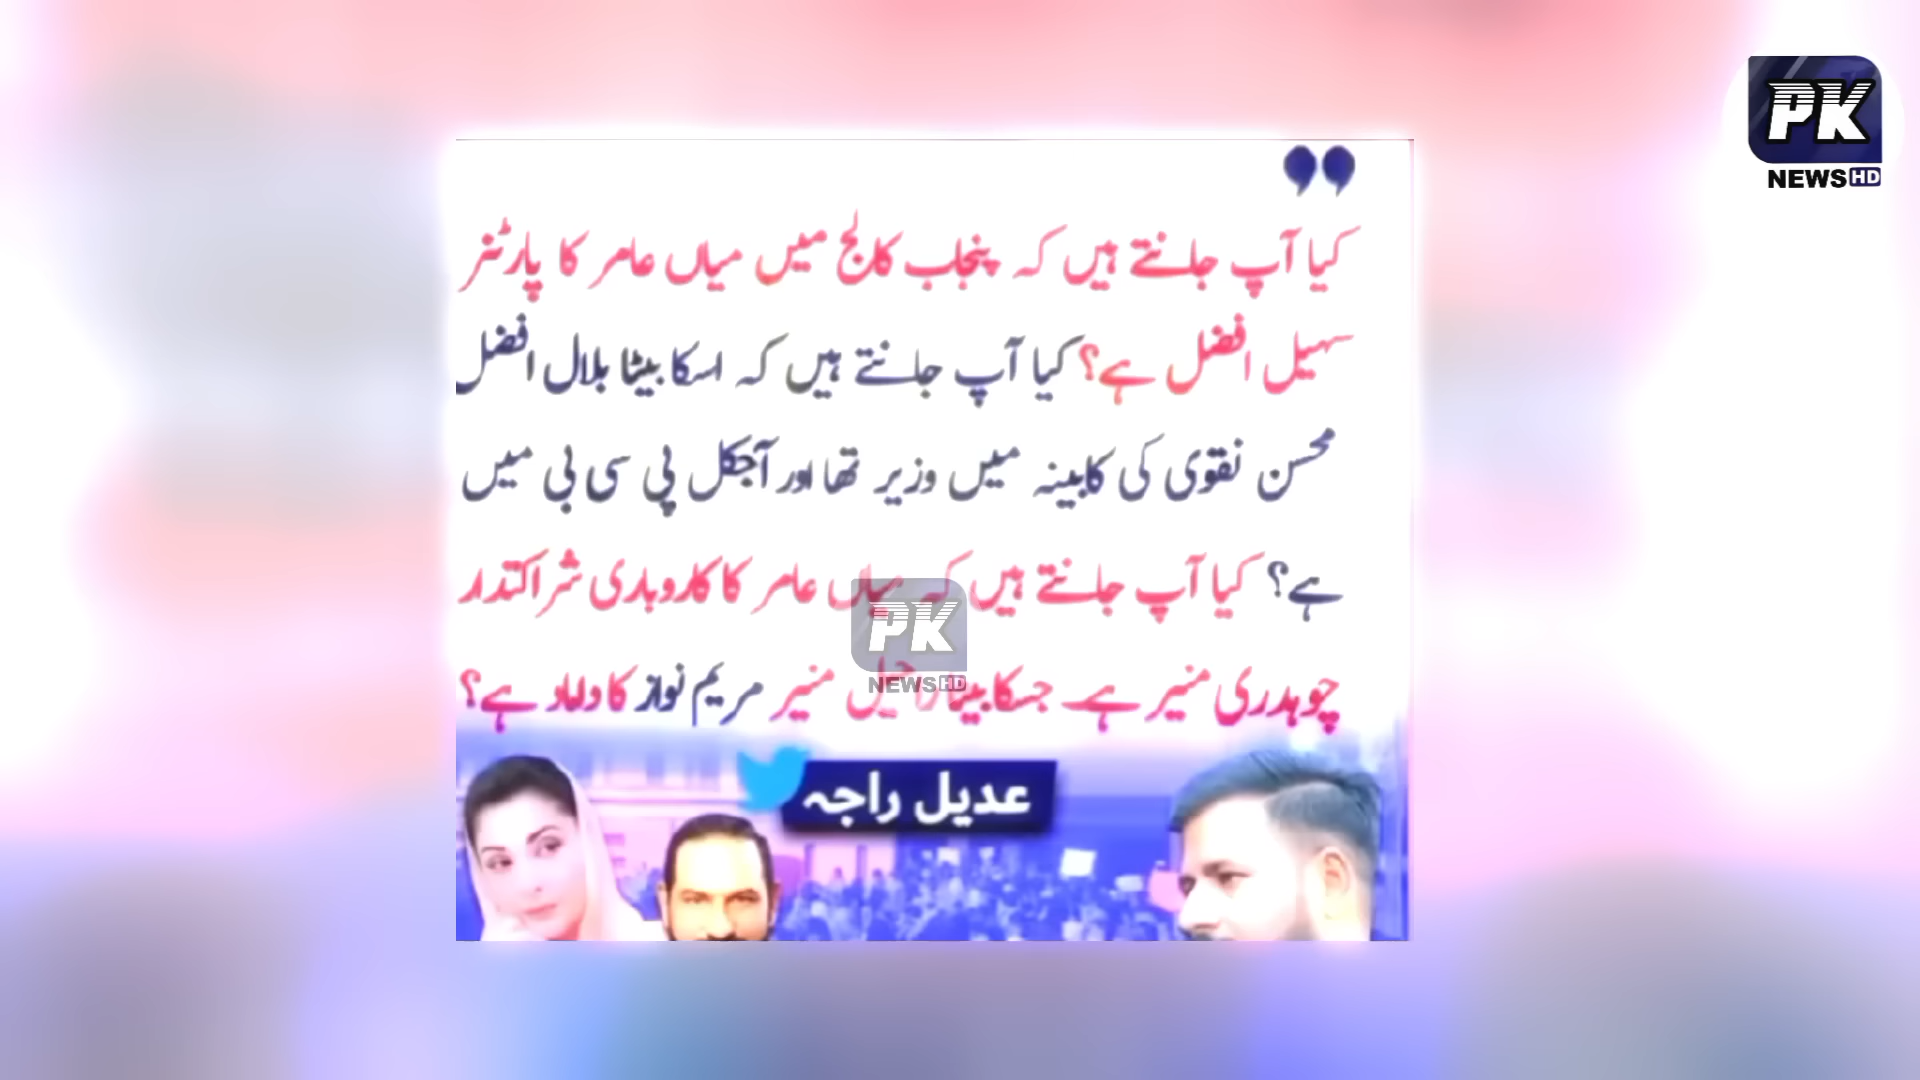 PK
NEWS HD
کیا آپ جانتے ہیں کہ پنجاب کالج میں میاں عامر کا پارٹنر
سہیل افضل ہے؟ کیا آپ جانتے ہیں کہ اسکا بیٹا بلال افضل
محسن نقوی کی کابینہ میں وزیر تھا اور آجکل پی سی بی میں
ہے؟ کیا آپ جانتے ہیں کہ میاں عامر کا کاروباری شراکتدار
چوہدری منیر ہے۔ جسکا بیٹا راحیل منیر مریم نواز کا داماد ہے؟
PK
NEWS HD
عدیل راجہ